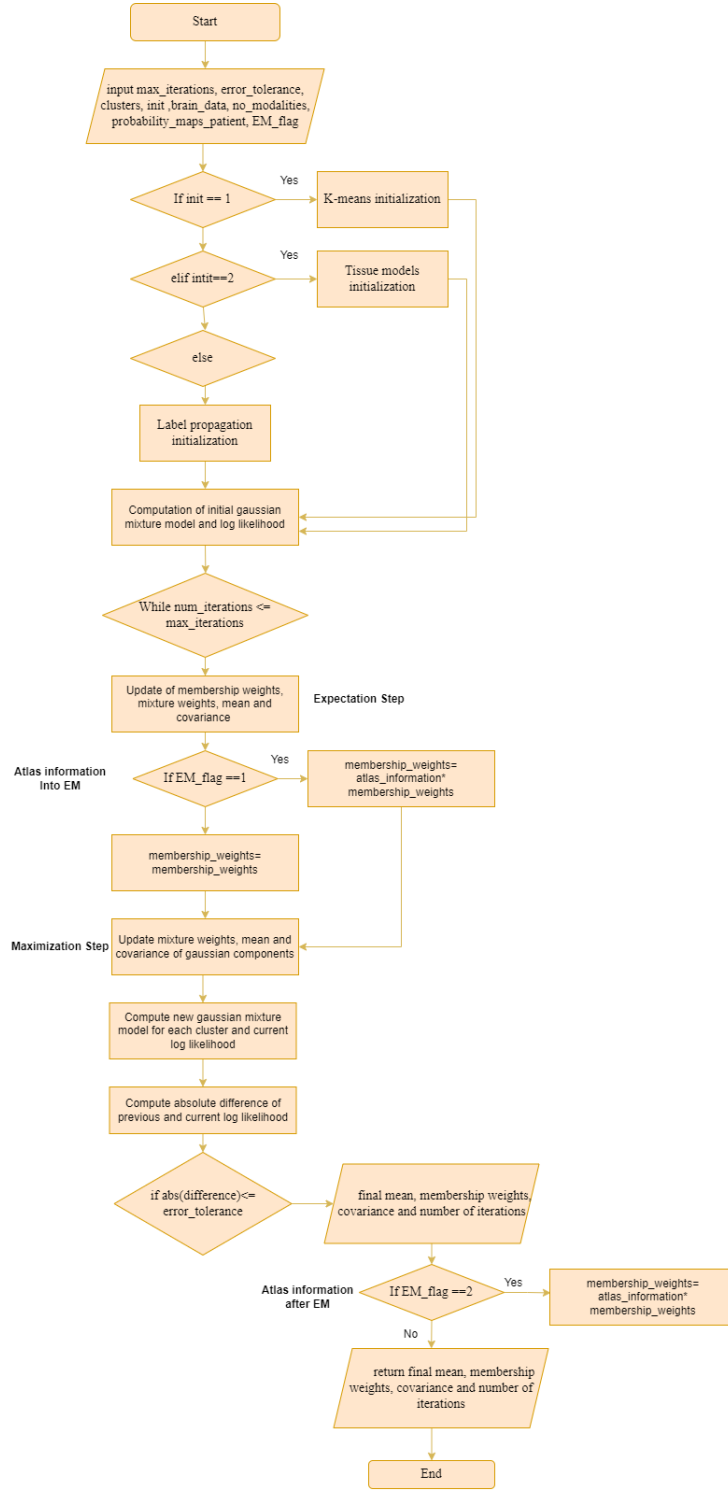 Start
input max_iterations, error_tolerance,
clusters, init ,brain_data, no_modalities,
probability_maps_patient, EM_flag
If init == 1
Yes
K-means initialization
elif intit==2
Yes
Tissue models
initialization
else
Label propagation
initialization
Computation of initial gaussian
mixture model and log likelihood
While num_iterations <=
max_iterations
Update of membership weights,
mixture weights, mean and
covariance
Expectation Step
Atlas information
Into EM
If EM_flag ==1
Yes
membership_weights=
atlas_information*
membership_weights
membership_weights=
membership_weights
Maximization Step
Update mixture weights, mean and
covariance of gaussian components
Compute new gaussian mixture
model for each cluster and current
log likelihood
Compute absolute difference of
previous and current log likelihood
if abs(difference)<=
error_tolerance
final mean, membership weights,
covariance and number of iterations
Atlas information
after EM
If EM_flag ==2
Yes
membership_weights=
atlas_information*
membership_weights
No
return final mean, membership
weights, covariance and number of
iterations
End